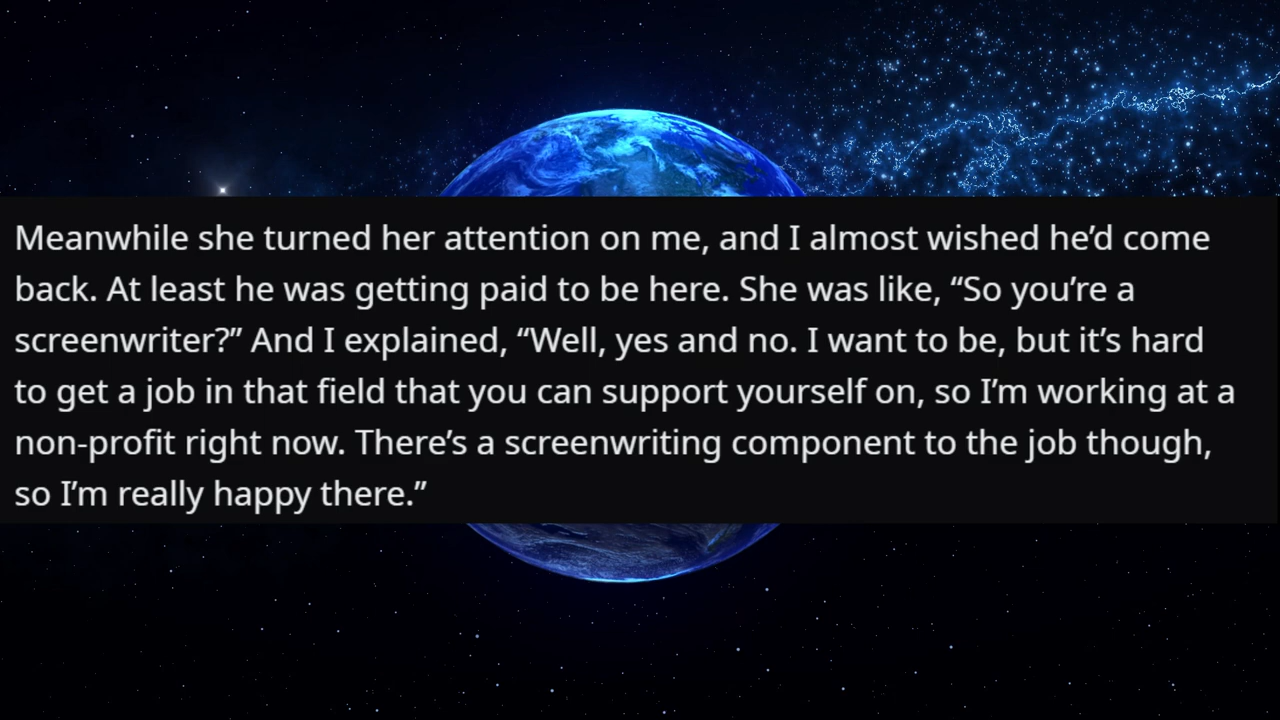 Meanwhile she turned her attention on me, and I almost wished he’d come
back. At least he was getting paid to be here. She was like, “So you’re a
screenwriter?” And I explained, “Well, yes and no. I want to be, but it’s hard
to get a job in that field that you can support yourself on, so I’m working at a
non-profit right now. There’s a screenwriting component to the job though,
so I’m really happy there.”